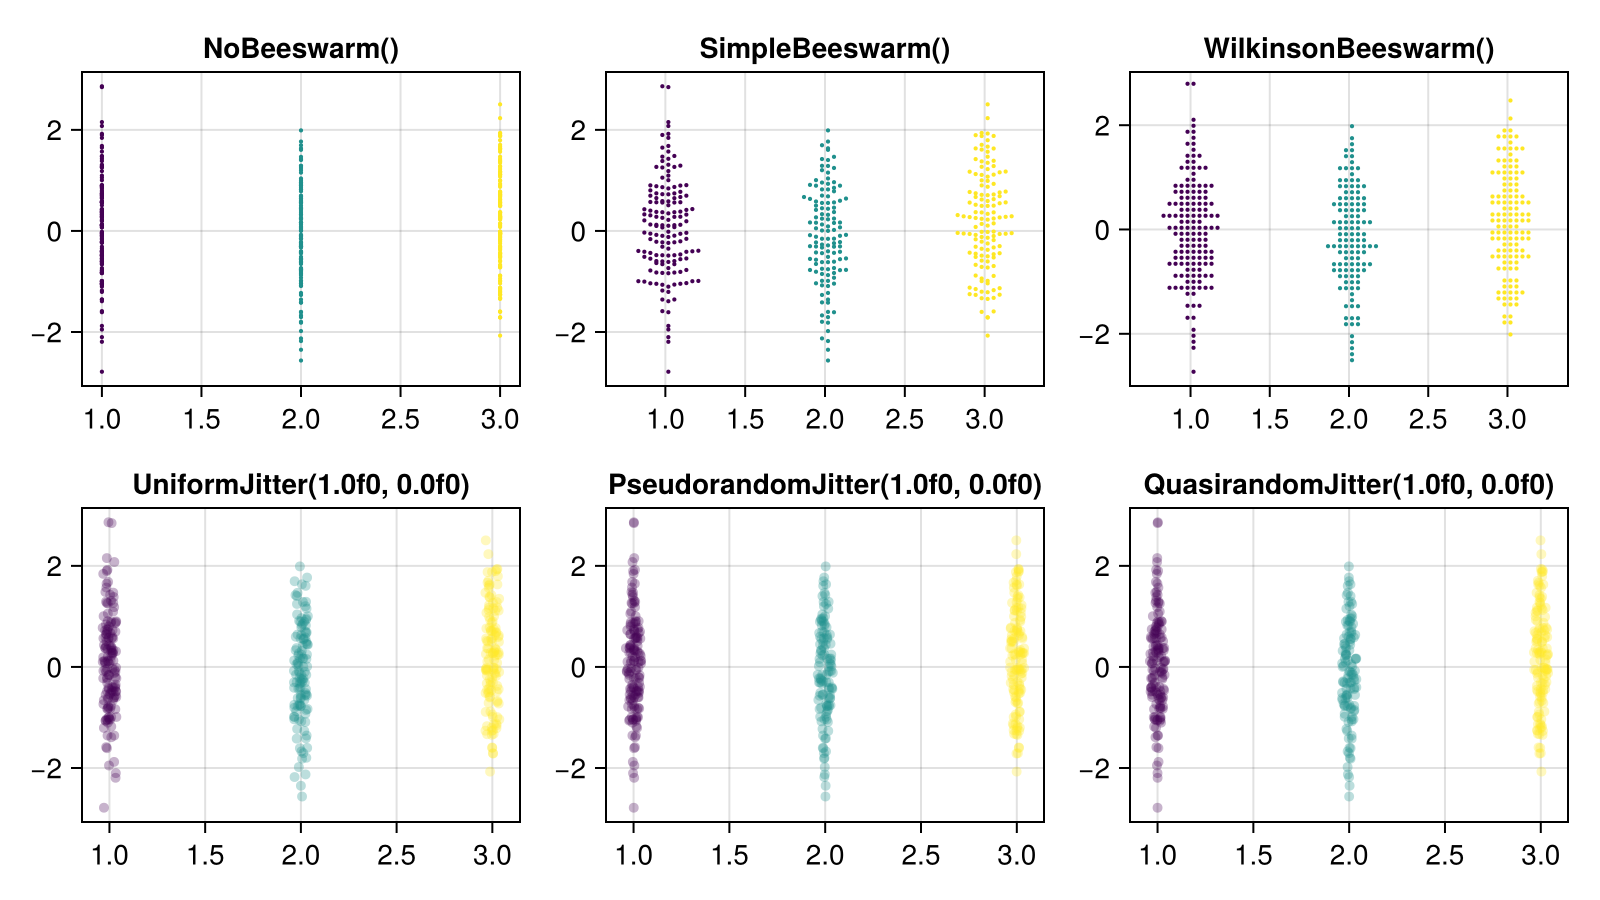 NoBeeswarm()
2
0
−2
1.0 1.5 2.0 2.5 3.0
SimpleBeeswarm()
2
0
−2
1.0 1.5 2.0 2.5 3.0
WilkinsonBeeswarm()
2
0
−2
1.0 1.5 2.0 2.5 3.0
UniformJitter(1.0f0, 0.0f0)
2
0
−2
1.0 1.5 2.0 2.5 3.0
PseudorandomJitter(1.0f0, 0.0f0)
2
0
−2
1.0 1.5 2.0 2.5 3.0
QuasirandomJitter(1.0f0, 0.0f0)
2
0
−2
1.0 1.5 2.0 2.5 3.0